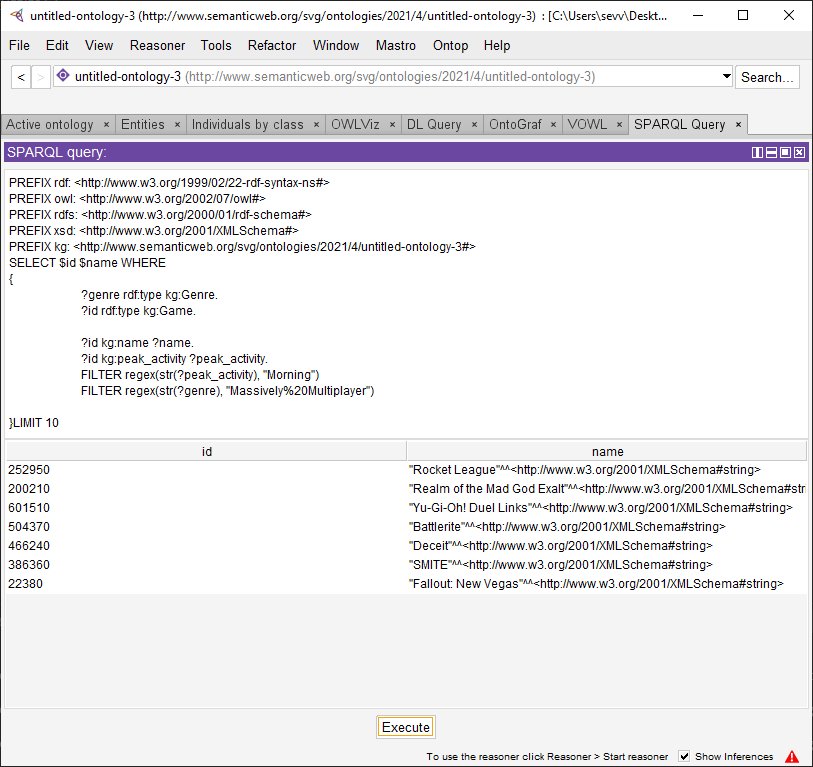 untitled-ontology-3 (http://www.semanticweb.org/svg/ontologies/2021/4/untitled-ontology-3) : [C:\Users\sevv\Deskt...
File Edit View Reasoner Tools Refactor Window Mastro Ontop Help
< > untitled-ontology-3 (http://www.semanticweb.org/svg/ontologies/2021/4/untitled-ontology-3) Search...
Active ontology × Entities × Individuals by class × OWLViz × DL Query × OntoGraf × VOWL × SPARQL Query ×
SPARQL query:
PREFIX rdf: <http://www.w3.org/1999/02/22-rdf-syntax-ns#>
PREFIX owl: <http://www.w3.org/2002/07/owl#>
PREFIX rdfs: <http://www.w3.org/2000/01/rdf-schema#>
PREFIX xsd: <http://www.w3.org/2001/XMLSchema#>
PREFIX kg: <http://www.semanticweb.org/svg/ontologies/2021/4/untitled-ontology-3#>
SELECT $id $name WHERE
{
?genre rdf:type kg:Genre.
?id rdf:type kg:Game.
?id kg:name ?name.
?id kg:peak_activity ?peak_activity.
FILTER regex(str(?peak_activity), "Morning")
FILTER regex(str(?genre), "Massively%20Multiplayer")
}LIMIT 10
id name
252950 "Rocket League"^^<http://www.w3.org/2001/XMLSchema#string>
200210 "Realm of the Mad God Exalt"^^<http://www.w3.org/2001/XMLSchema#str
601510 "Yu-Gi-Oh! Duel Links"^^<http://www.w3.org/2001/XMLSchema#string>
504370 "Battlerite"^^<http://www.w3.org/2001/XMLSchema#string>
466240 "Deceit"^^<http://www.w3.org/2001/XMLSchema#string>
386360 "SMITE"^^<http://www.w3.org/2001/XMLSchema#string>
22380 "Fallout: New Vegas"^^<http://www.w3.org/2001/XMLSchema#string>
Execute
To use the reasoner click Reasoner > Start reasoner Show Inferences